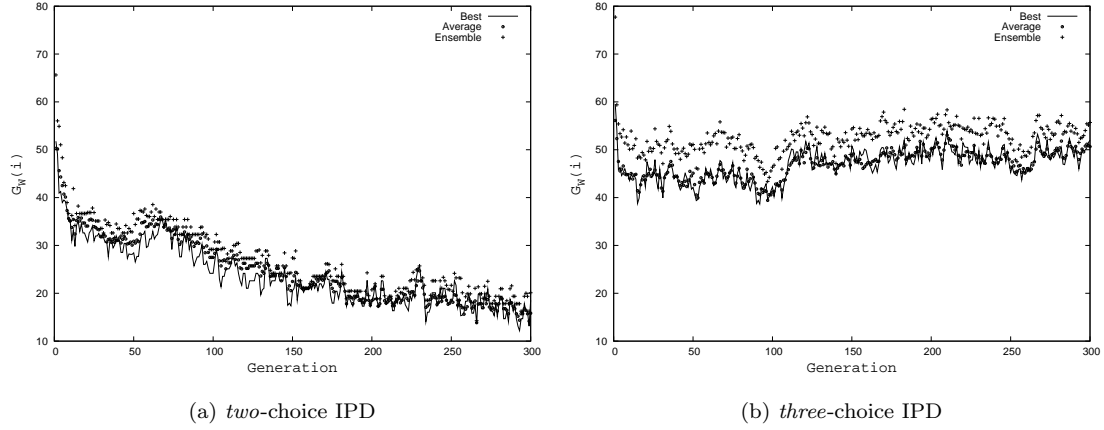 80
70
60
50
40
30
20
10
G_W(i)
0
50
100
150
200
250
300
Generation
Best
Average
Ensemble
(a) two-choice IPD
80
70
60
50
40
30
20
10
G_W(i)
0
50
100
150
200
250
300
Generation
Best
Average
Ensemble
(b) three-choice IPD